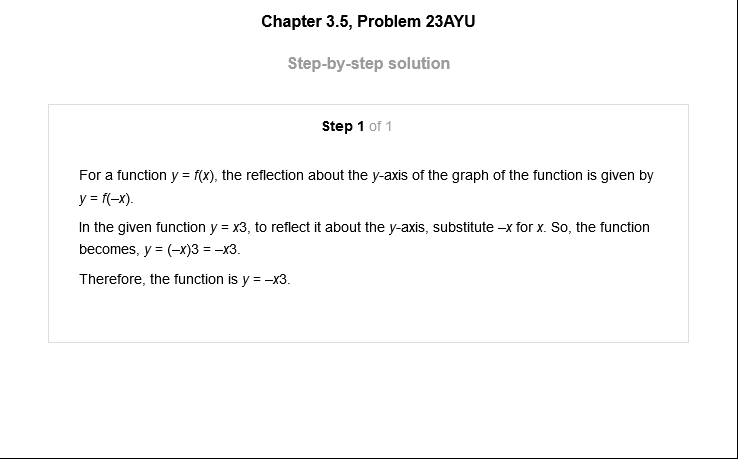 Chapter 3.5, Problem 23AYU
Step-by-step solution
Step 1 of 1
For a function y = f(x), the reflection about the y-axis of the graph of the function is given by
y = f(–x).
In the given function y = x3, to reflect it about the y-axis, substitute –x for x. So, the function
becomes, y = (–x)3 = –x3.
Therefore, the function is y = –x3.